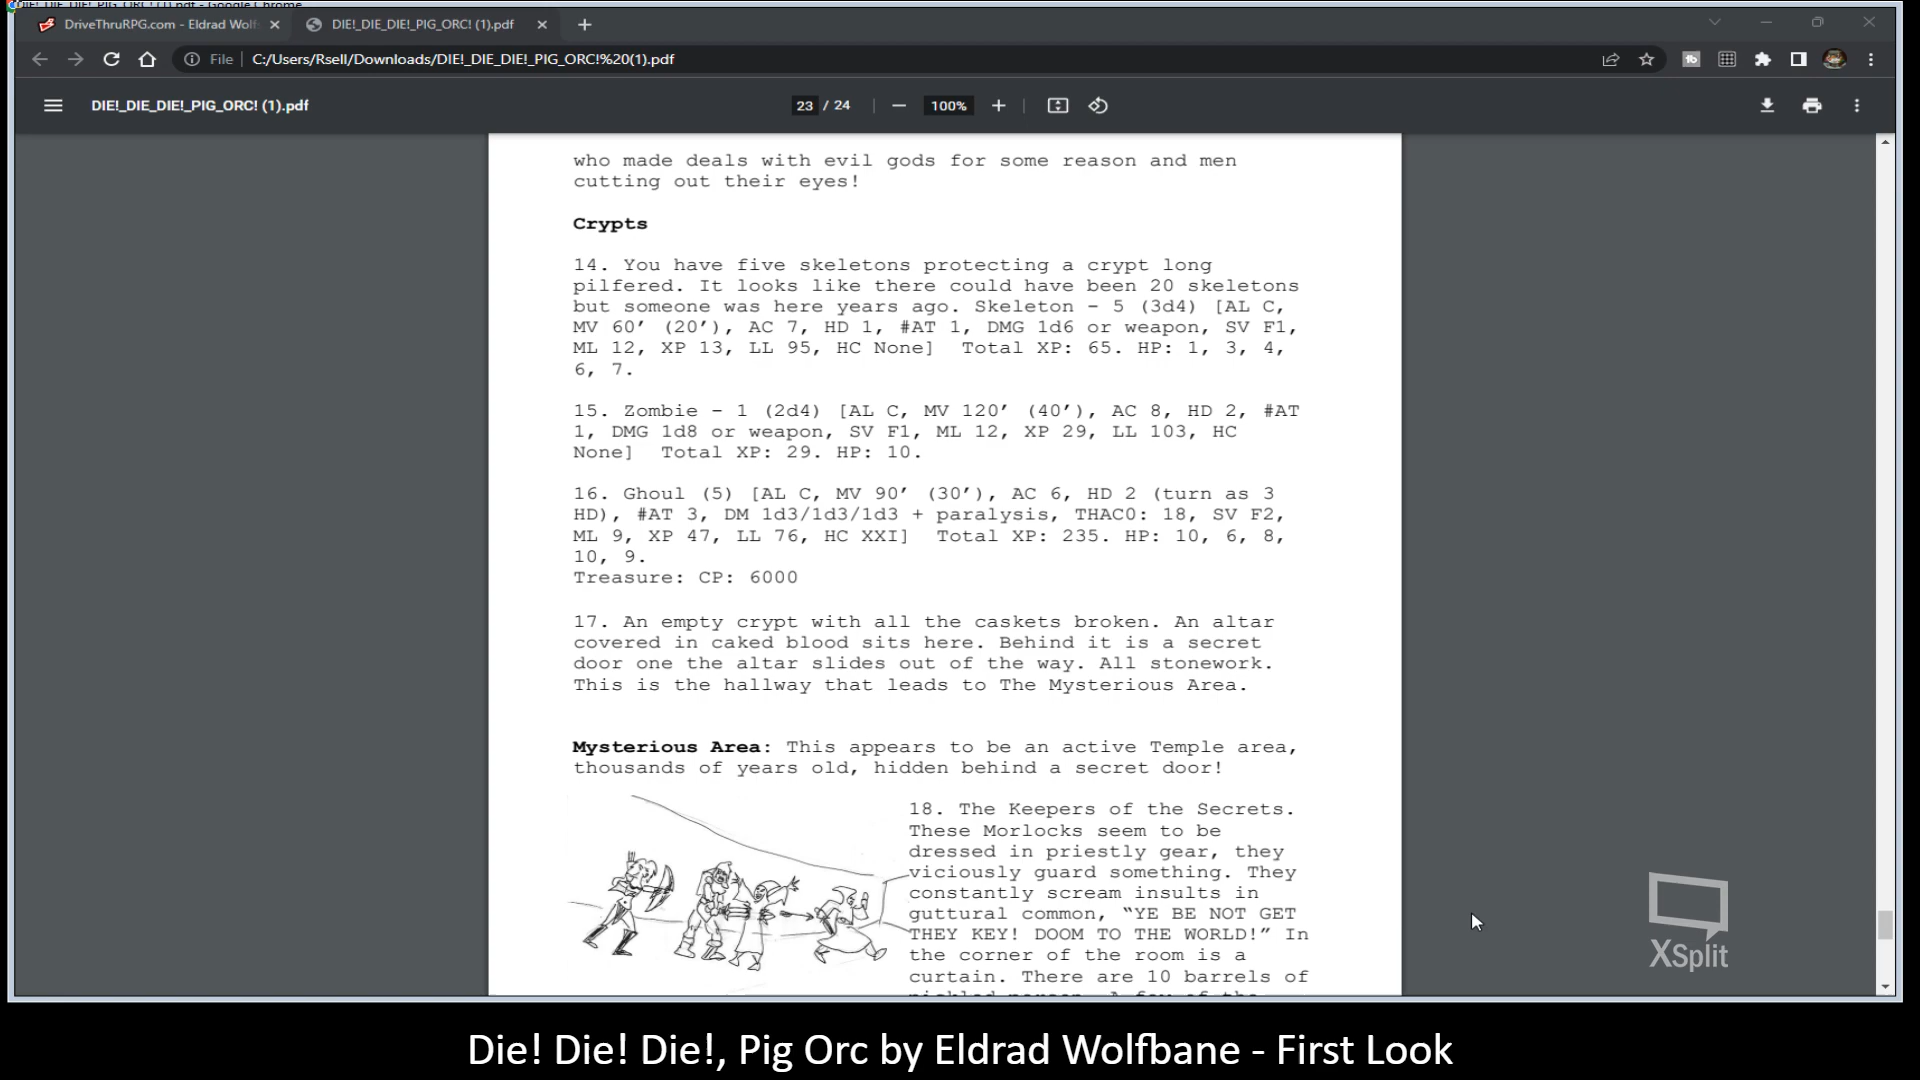 DIE!_DIE_DIE!_PIG_ORC! (1).pdf - Google Chrome
DriveThruRPG.com - Eldrad Wolf
DIE!_DIE_DIE!_PIG_ORC! (1).pdf
File
C:/Users/Rsell/Downloads/DIE!_DIE_DIE!_PIG_ORC!%20(1).pdf
DIE!_DIE_DIE!_PIG_ORC! (1).pdf
23 / 24
100%
who made deals with evil gods for some reason and men
cutting out their eyes!
Crypts
14. You have five skeletons protecting a crypt long
pilfered. It looks like there could have been 20 skeletons
but someone was here years ago. Skeleton - 5 (3d4) [AL C,
MV 60’ (20’), AC 7, HD 1, #AT 1, DMG 1d6 or weapon, SV F1,
ML 12, XP 13, LL 95, HC None] Total XP: 65. HP: 1, 3, 4,
6, 7.
15. Zombie - 1 (2d4) [AL C, MV 120’ (40’), AC 8, HD 2, #AT
1, DMG 1d8 or weapon, SV F1, ML 12, XP 29, LL 103, HC
None] Total XP: 29. HP: 10.
16. Ghoul (5) [AL C, MV 90’ (30’), AC 6, HD 2 (turn as 3
HD), #AT 3, DM 1d3/1d3/1d3 + paralysis, THAC0: 18, SV F2,
ML 9, XP 47, LL 76, HC XXI] Total XP: 235. HP: 10, 6, 8,
10, 9.
Treasure: CP: 6000
17. An empty crypt with all the caskets broken. An altar
covered in caked blood sits here. Behind it is a secret
door one the altar slides out of the way. All stonework.
This is the hallway that leads to The Mysterious Area.
Mysterious Area: This appears to be an active Temple area,
thousands of years old, hidden behind a secret door!
18. The Keepers of the Secrets.
These Morlocks seem to be
dressed in priestly gear, they
viciously guard something. They
constantly scream insults in
guttural common, “YE BE NOT GET
THEY KEY! DOOM TO THE WORLD!” In
the corner of the room is a
curtain. There are 10 barrels of
XSplit
Die! Die! Die!, Pig Orc by Eldrad Wolfbane - First Look